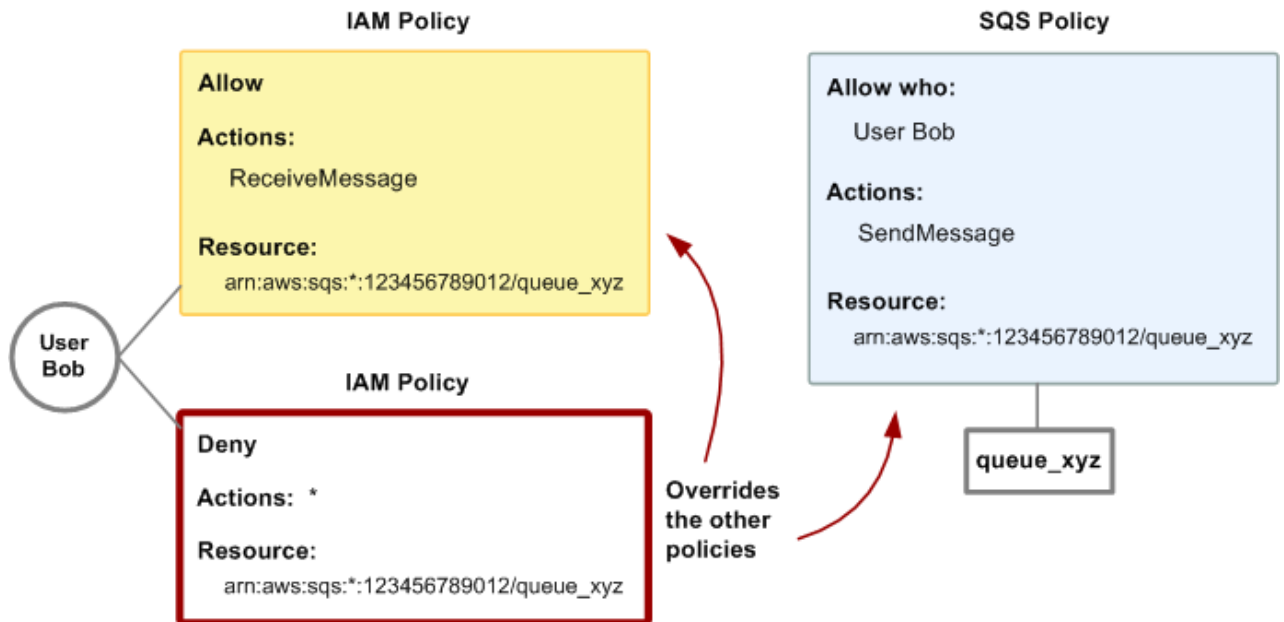 IAM Policy
Allow
Actions:
ReceiveMessage
Resource:
arn:aws:sqs:*:123456789012/queue_xyz
User
Bob
IAM Policy
Deny
Actions: *
Resource:
arn:aws:sqs:*:123456789012/queue_xyz
Overrides
the other
policies
SQS Policy
Allow who:
User Bob
Actions:
SendMessage
Resource:
arn:aws:sqs:*:123456789012/queue_xyz
queue_xyz